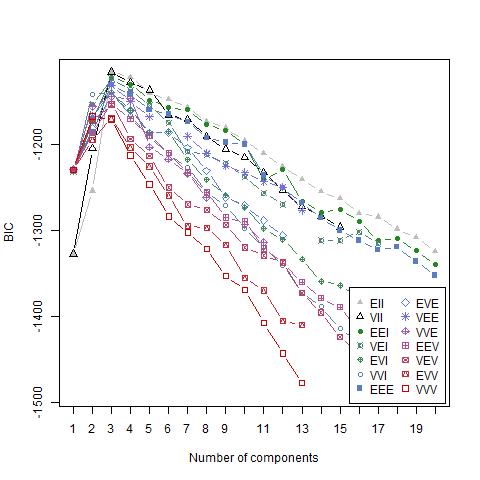 BIC
-1200
-1300
-1400
-1500
EII EVE
VII VEE
EEI VVE
VEI EEV
EVI VEV
VVI EVV
EEE VVV
1 2 3 4 5 6 7 8 9 11 13 15 17 19
Number of components